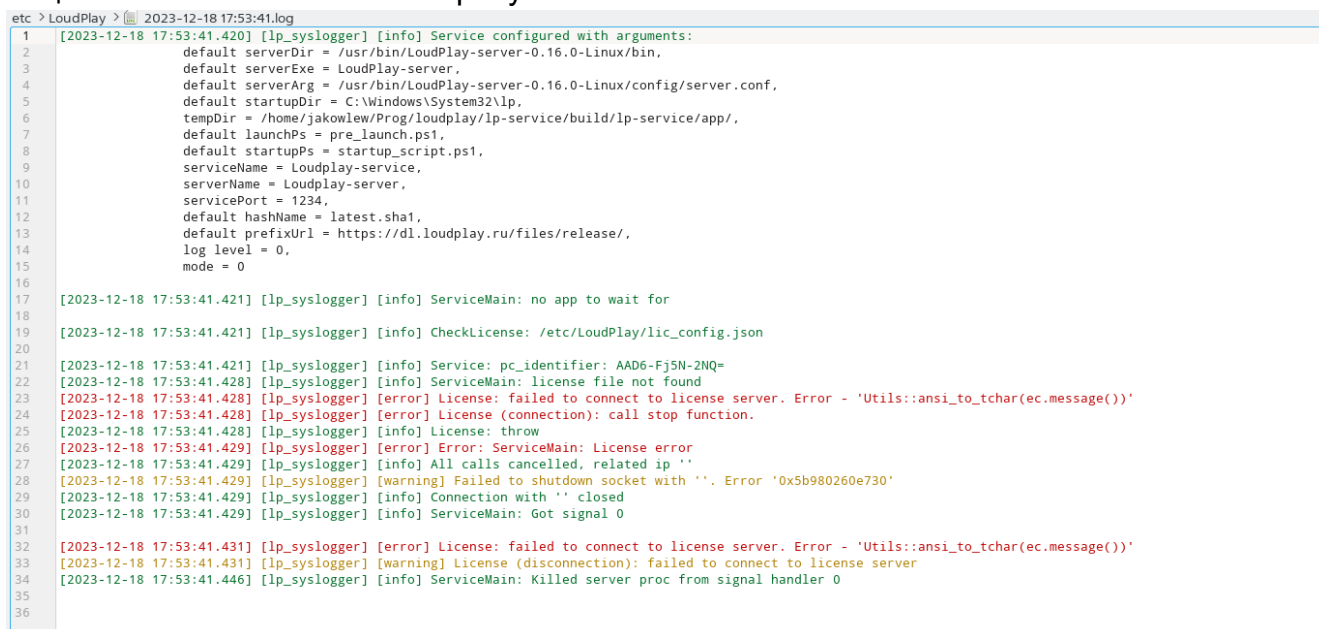 etc > LoudPlay > 2023-12-18 17:53:41.log
1 [2023-12-18 17:53:41.420] [lp_syslogger] [info] Service configured with arguments:
2 default serverDir = /usr/bin/LoudPlay-server-0.16.0-Linux/bin,
3 default serverExe = LoudPlay-server,
4 default serverArg = /usr/bin/LoudPlay-server-0.16.0-Linux/config/server.conf,
5 default startupDir = C:\Windows\System32\lp,
6 tempDir = /home/jakowlew/Prog/loudplay/lp-service/build/lp-service/app/,
7 default launchPs = pre_launch.ps1,
8 default startupPs = startup_script.ps1,
9 serviceName = Loudplay-service,
10 serverName = Loudplay-server,
11 servicePort = 1234,
12 default hashName = latest.sha1,
13 default prefixUrl = https://dl.loudplay.ru/files/release/,
14 log level = 0,
15 mode = 0
16
17 [2023-12-18 17:53:41.421] [lp_syslogger] [info] ServiceMain: no app to wait for
18
19 [2023-12-18 17:53:41.421] [lp_syslogger] [info] CheckLicense: /etc/LoudPlay/lic_config.json
20
21 [2023-12-18 17:53:41.421] [lp_syslogger] [info] Service: pc_identifier: AAD6-Fj5N-2NQ=
22 [2023-12-18 17:53:41.428] [lp_syslogger] [info] ServiceMain: license file not found
23 [2023-12-18 17:53:41.428] [lp_syslogger] [error] License: failed to connect to license server. Error - 'Utils::ansi_to_tchar(ec.message())'
24 [2023-12-18 17:53:41.428] [lp_syslogger] [error] License (connection): call stop function.
25 [2023-12-18 17:53:41.428] [lp_syslogger] [info] License: throw
26 [2023-12-18 17:53:41.429] [lp_syslogger] [error] Error: ServiceMain: License error
27 [2023-12-18 17:53:41.429] [lp_syslogger] [info] All calls cancelled, related ip ''
28 [2023-12-18 17:53:41.429] [lp_syslogger] [warning] Failed to shutdown socket with ''. Error '0x5b980260e730'
29 [2023-12-18 17:53:41.429] [lp_syslogger] [info] Connection with '' closed
30 [2023-12-18 17:53:41.429] [lp_syslogger] [info] ServiceMain: Got signal 0
31
32 [2023-12-18 17:53:41.431] [lp_syslogger] [error] License: failed to connect to license server. Error - 'Utils::ansi_to_tchar(ec.message())'
33 [2023-12-18 17:53:41.431] [lp_syslogger] [warning] License (disconnection): failed to connect to license server
34 [2023-12-18 17:53:41.446] [lp_syslogger] [info] ServiceMain: Killed server proc from signal handler 0
35
36